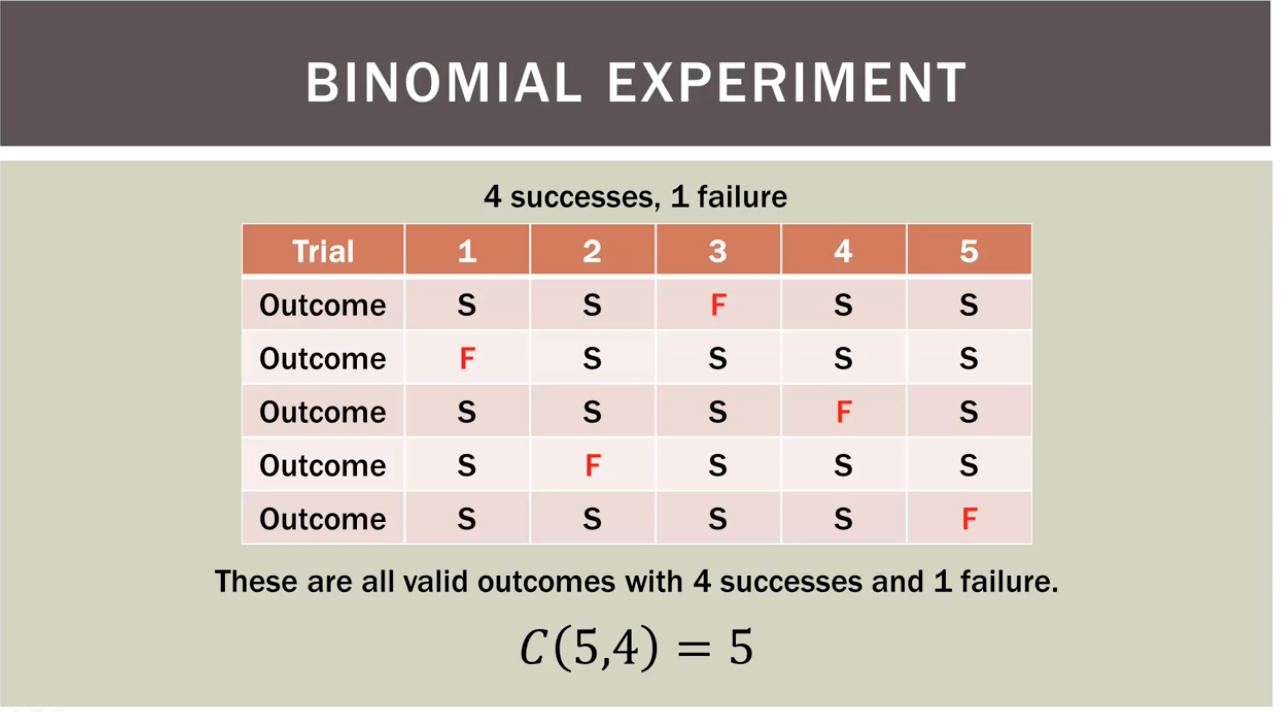 BINOMIAL EXPERIMENT
4 successes, 1 failure
Trial 1 2 3 4 5
Outcome S S F S S
Outcome F S S S S
Outcome S S S F S
Outcome S F S S S
Outcome S S S S F
These are all valid outcomes with 4 successes and 1 failure.
C(5,4) = 5